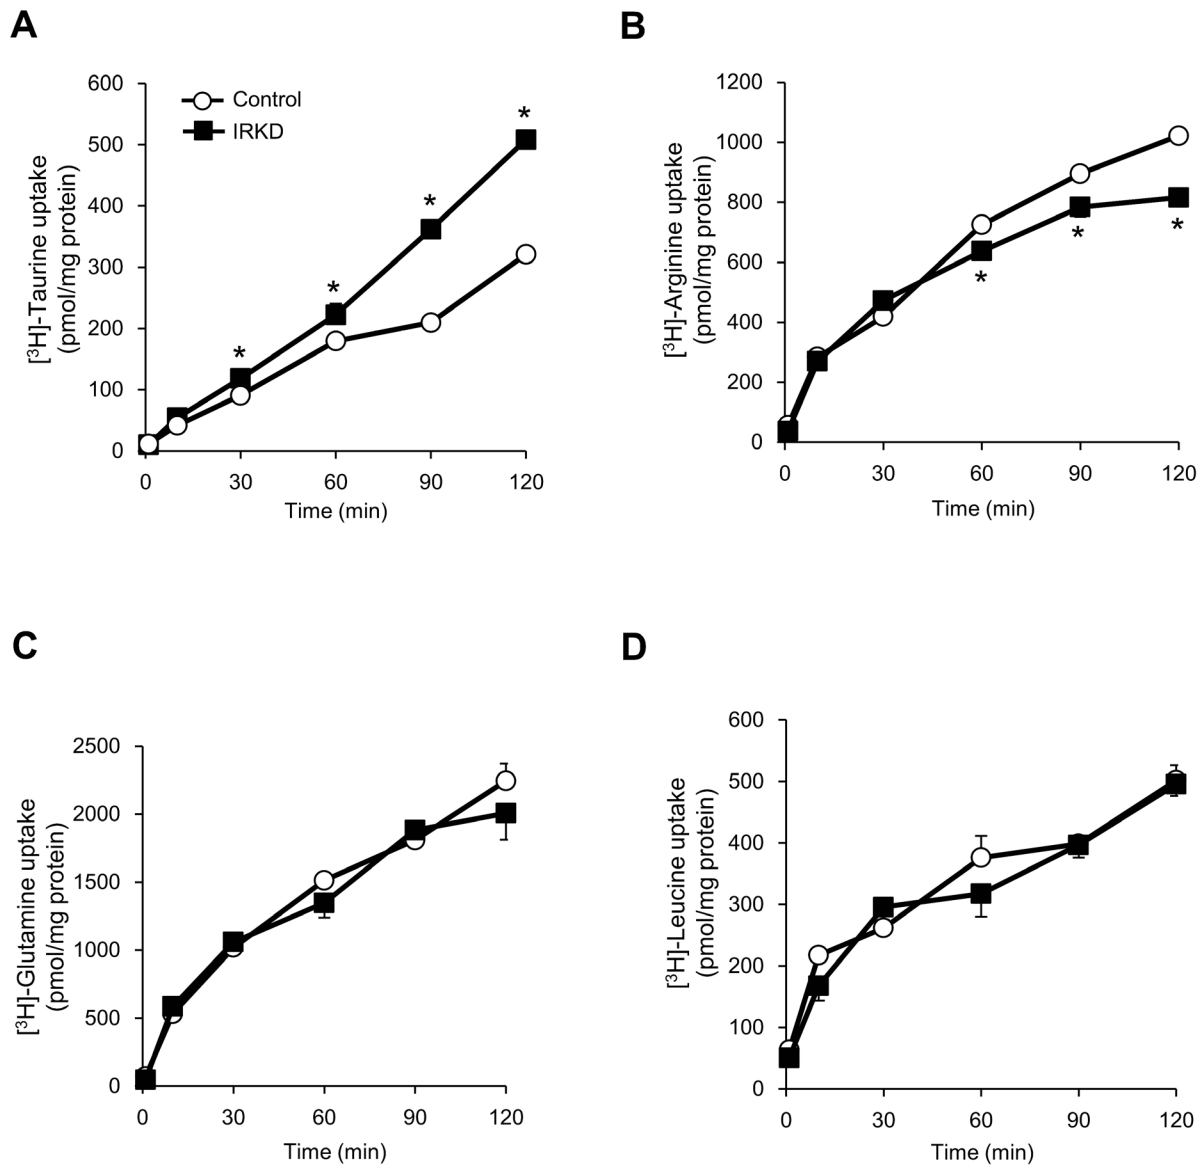 A
[³H]-Taurine uptake
(pmol/mg protein)
600
500
400
300
200
100
0
Control
IRKD
*
*
*
*
0 30 60 90 120
Time (min)
B
[³H]-Arginine uptake
(pmol/mg protein)
1200
1000
800
600
400
200
0
*
*
*
0 30 60 90 120
Time (min)
C
[³H]-Glutamine uptake
(pmol/mg protein)
2500
2000
1500
1000
500
0
0 30 60 90 120
Time (min)
D
[³H]-Leucine uptake
(pmol/mg protein)
600
500
400
300
200
100
0
0 30 60 90 120
Time (min)